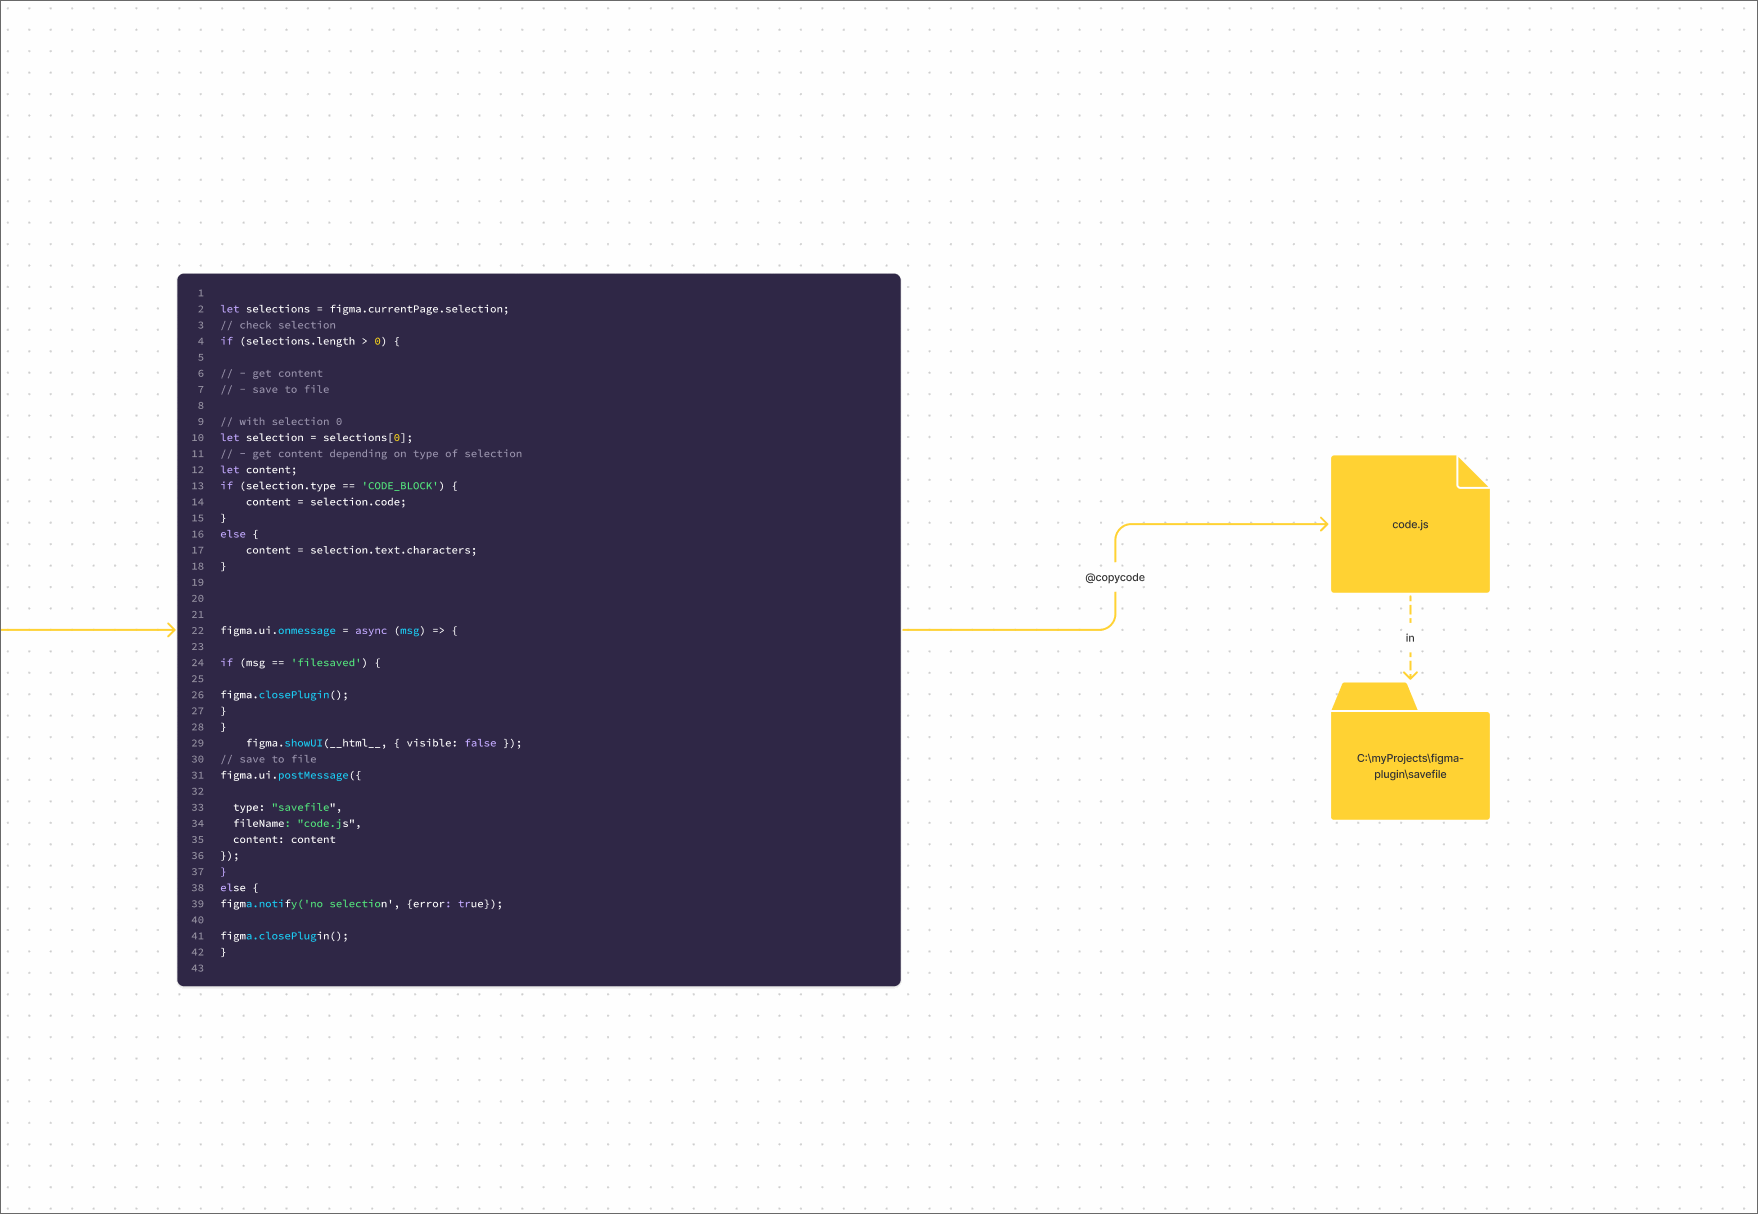 1
2 let selections = figma.currentPage.selection;
3 // check selection
4 if (selections.length > 0) {
5
6 // - get content
7 // - save to file
8
9 // with selection 0
10 let selection = selections[0];
11 // - get content depending on type of selection
12 let content;
13 if (selection.type == 'CODE_BLOCK') {
14     content = selection.code;
15 }
16 else {
17     content = selection.text.characters;
18 }
19
20
21
22 figma.ui.onmessage = async (msg) => {
23
24 if (msg == 'filesaved') {
25
26 figma.closePlugin();
27 }
28 }
29     figma.showUI(__html__, { visible: false });
30 // save to file
31 figma.ui.postMessage({
32
33   type: "savefile",
34   fileName: "code.js",
35   content: content
36 });
37 }
38 else {
39 figma.notify('no selection', {error: true});
40
41 figma.closePlugin();
42 }
43
@copycode
code.js
in
C:\myProjects\figma-
plugin\savefile